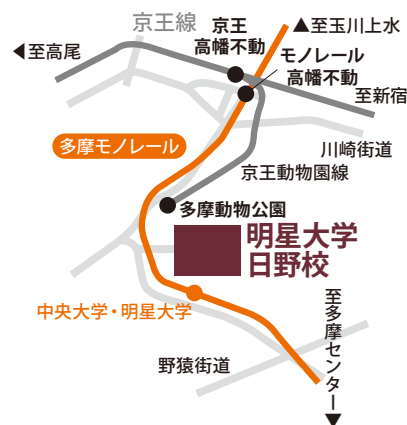 京王線
京王
高幡不動
▲至玉川上水
◀至高尾
モノレール
高幡不動
至新宿
多摩モノレール
川崎街道
京王動物園線
多摩動物公園
明星大学
日野校
中央大学・明星大学
至多摩センター▼
野猿街道